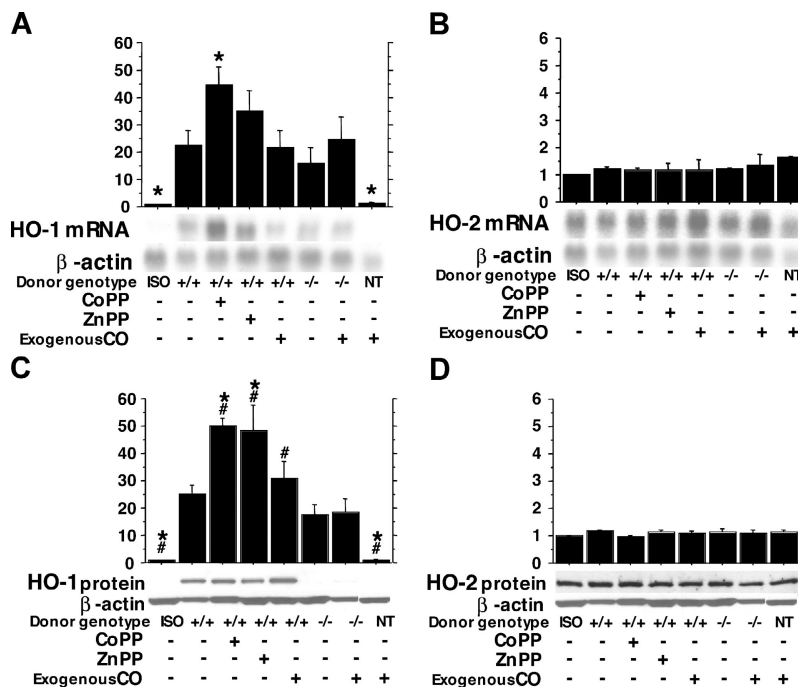 A
60
50
40
30
20
10
0
* * *
HO-1 mRNA
β -actin
Donor genotype ISO +/+ +/+ +/+ +/+ -/- -/- NT
CoPP - - + - - - - -
ZnPP - - - + - - - -
ExogenousCO - - - - + - + +
B
6
5
4
3
2
1
0
HO-2 mRNA
β -actin
Donor genotype ISO +/+ +/+ +/+ +/+ -/- -/- NT
CoPP - - + - - - - -
ZnPP - - - + - - - -
ExogenousCO - - - - + - + +
C
60
50
40
30
20
10
0
* * * *
# # # # #
HO-1 protein
β -actin
Donor genotype ISO +/+ +/+ +/+ +/+ -/- -/- NT
CoPP - - + - - - - -
ZnPP - - - + - - - -
ExogenousCO - - - - + - + +
D
6
5
4
3
2
1
0
HO-2 protein
β -actin
Donor genotype ISO +/+ +/+ +/+ +/+ -/- -/- NT
CoPP - - + - - - - -
ZnPP - - - + - - - -
ExogenousCO - - - - + - + +